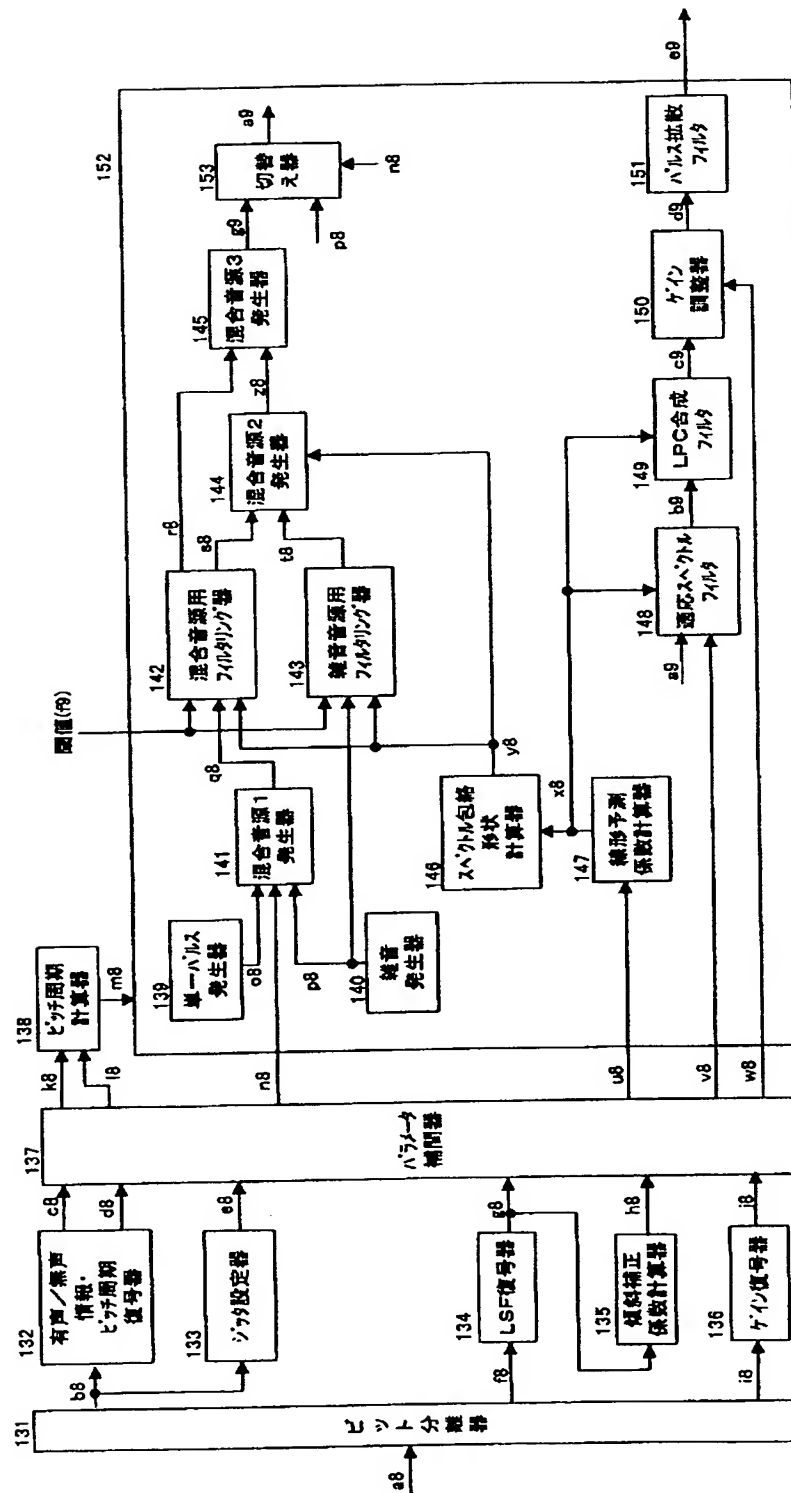 a8
131
ビット分離器
b8
f8
i8
132
有声／無声
情報・
ピッチ周期
復号器
133
ジッタ設定器
134
LSF復号器
135
傾斜補正
係数計算器
136
ゲイン復号器
c8
d8
e8
g8
h8
j8
137
パラメータ
補間器
k8
l8
138
ピッチ周期
計算器
m8
n8
u8
v8
w8
152
139
単一パルス
発生器
o8
p8
140
雑音
発生器
141
混合音源1
発生器
q8
閾値(f9)
142
混合音源用
フィルタリング器
143
雑音音源用
フィルタリング器
r8
s8
t8
144
混合音源2
発生器
z8
145
混合音源3
発生器
g9
153
切替
え器
a9
p8
n8
146
スペクトル包絡
形状
計算器
y8
x8
147
線形予測
係数計算器
a9
148
適応スペクトル
フィルタ
b9
149
LPC合成
フィルタ
c9
150
ゲイン
調整器
d9
151
パルス拡散
フィルタ
e9